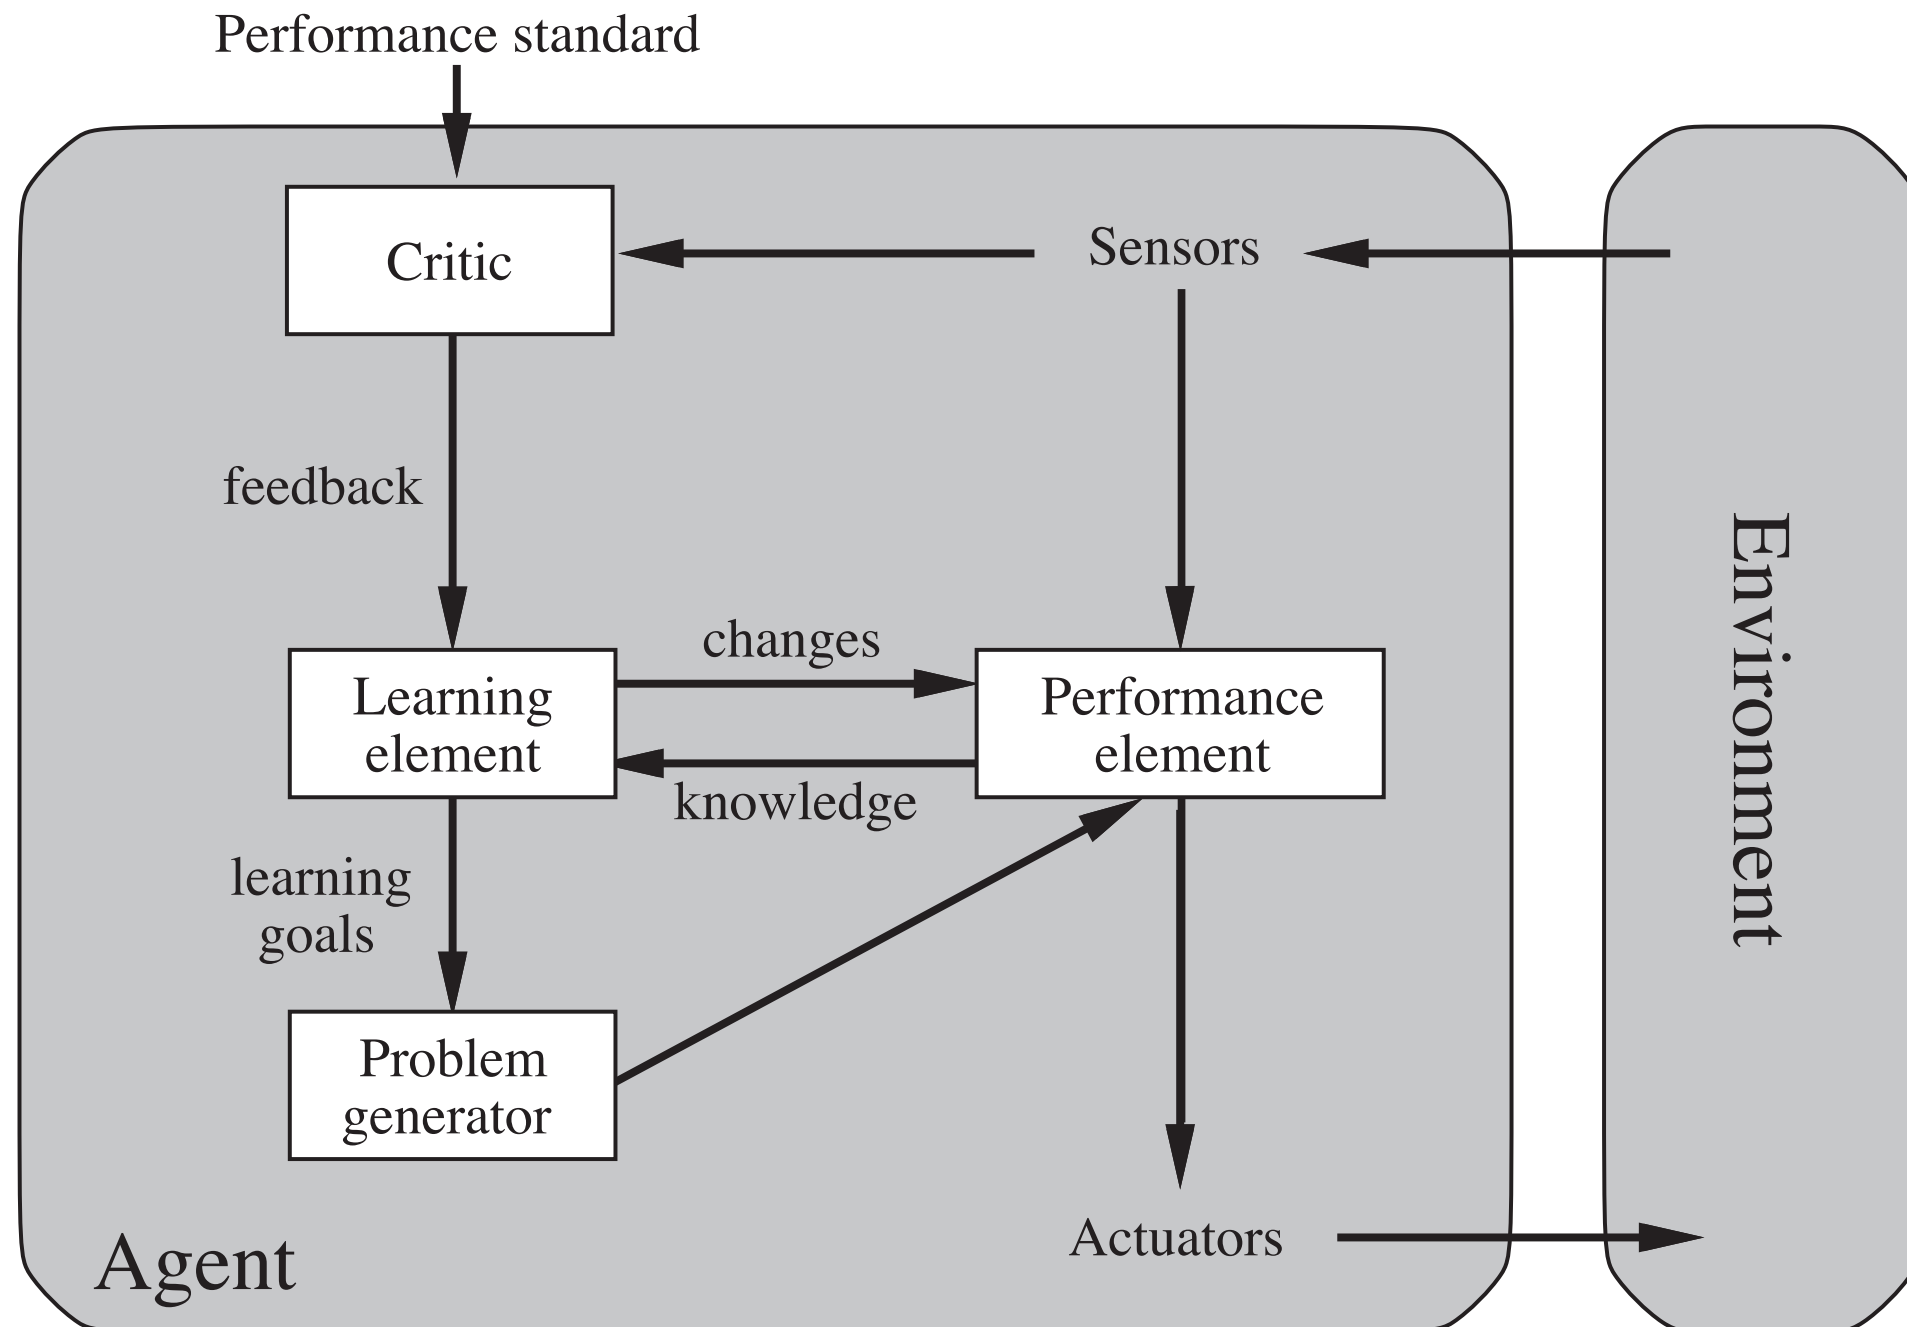 Performance standard
Critic
Sensors
feedback
changes
Learning
element
Performance
element
knowledge
learning
goals
Problem
generator
Actuators
Agent
Environment